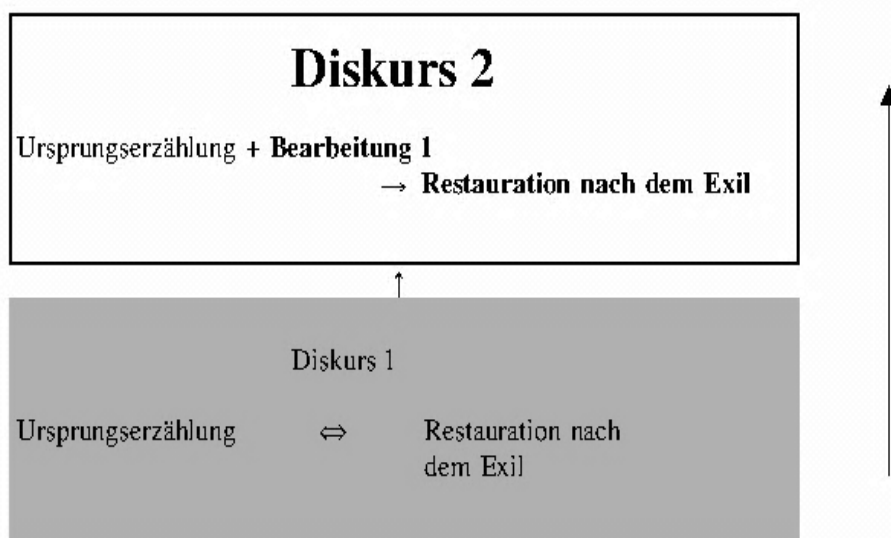 Diskurs 2
Ursprungserzählung + Bearbeitung 1
→ Restauration nach dem Exil
↑
Diskurs 1
Ursprungserzählung ⇔ Restauration nach
dem Exil